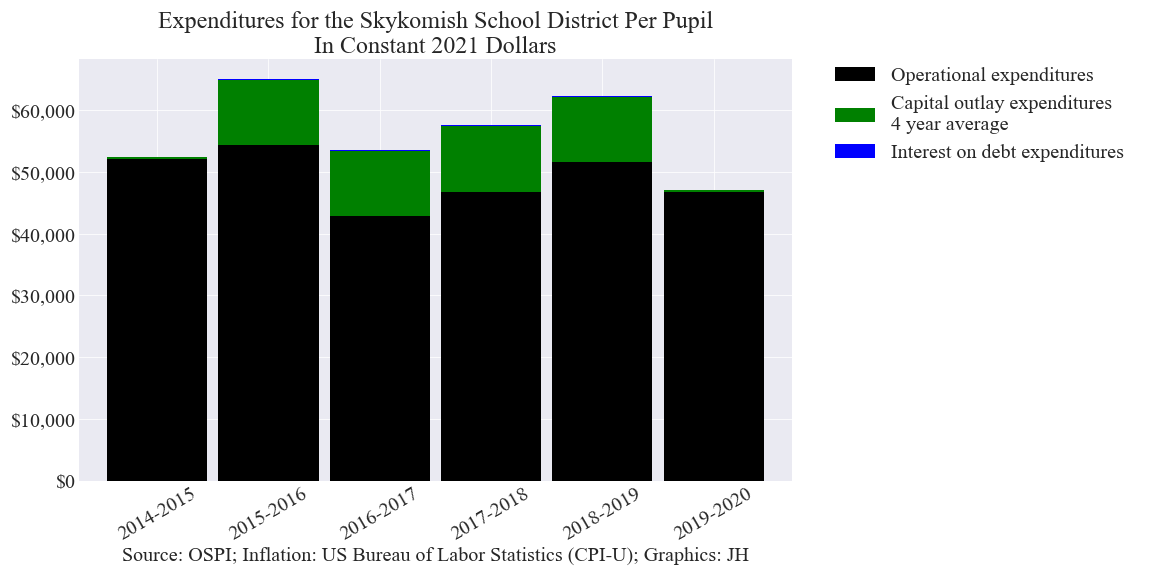 Expenditures for the Skykomish School District Per Pupil
In Constant 2021 Dollars
$60,000
$50,000
$40,000
$30,000
$20,000
$10,000
$0
2014-2015
2015-2016
2016-2017
2017-2018
2018-2019
2019-2020
Source: OSPI; Inflation: US Bureau of Labor Statistics (CPI-U); Graphics: JH
Operational expenditures
Capital outlay expenditures
4 year average
Interest on debt expenditures